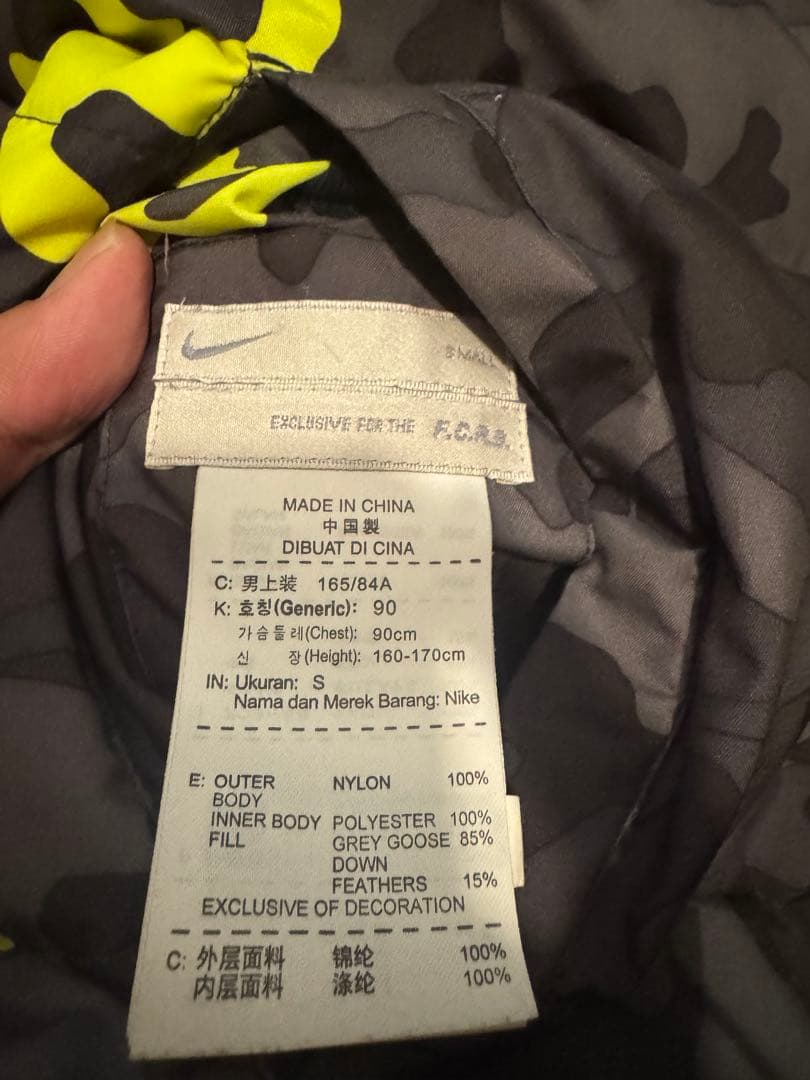 SMALL
EXCLUSIVE FOR THE F.C.R.B.
MADE IN CHINA
中国製
DIBUAT DI CINA
C: 男上装 165/84A
K: 호칭(Generic): 90
가슴둘레(Chest): 90cm
신 장(Height): 160-170cm
IN: Ukuran: S
Nama dan Merek Barang: Nike
E: OUTER NYLON 100%
BODY
INNER BODY POLYESTER 100%
FILL GREY GOOSE 85%
DOWN
FEATHERS 15%
EXCLUSIVE OF DECORATION
C: 外层面料 锦纶 100%
内层面料 涤纶 100%